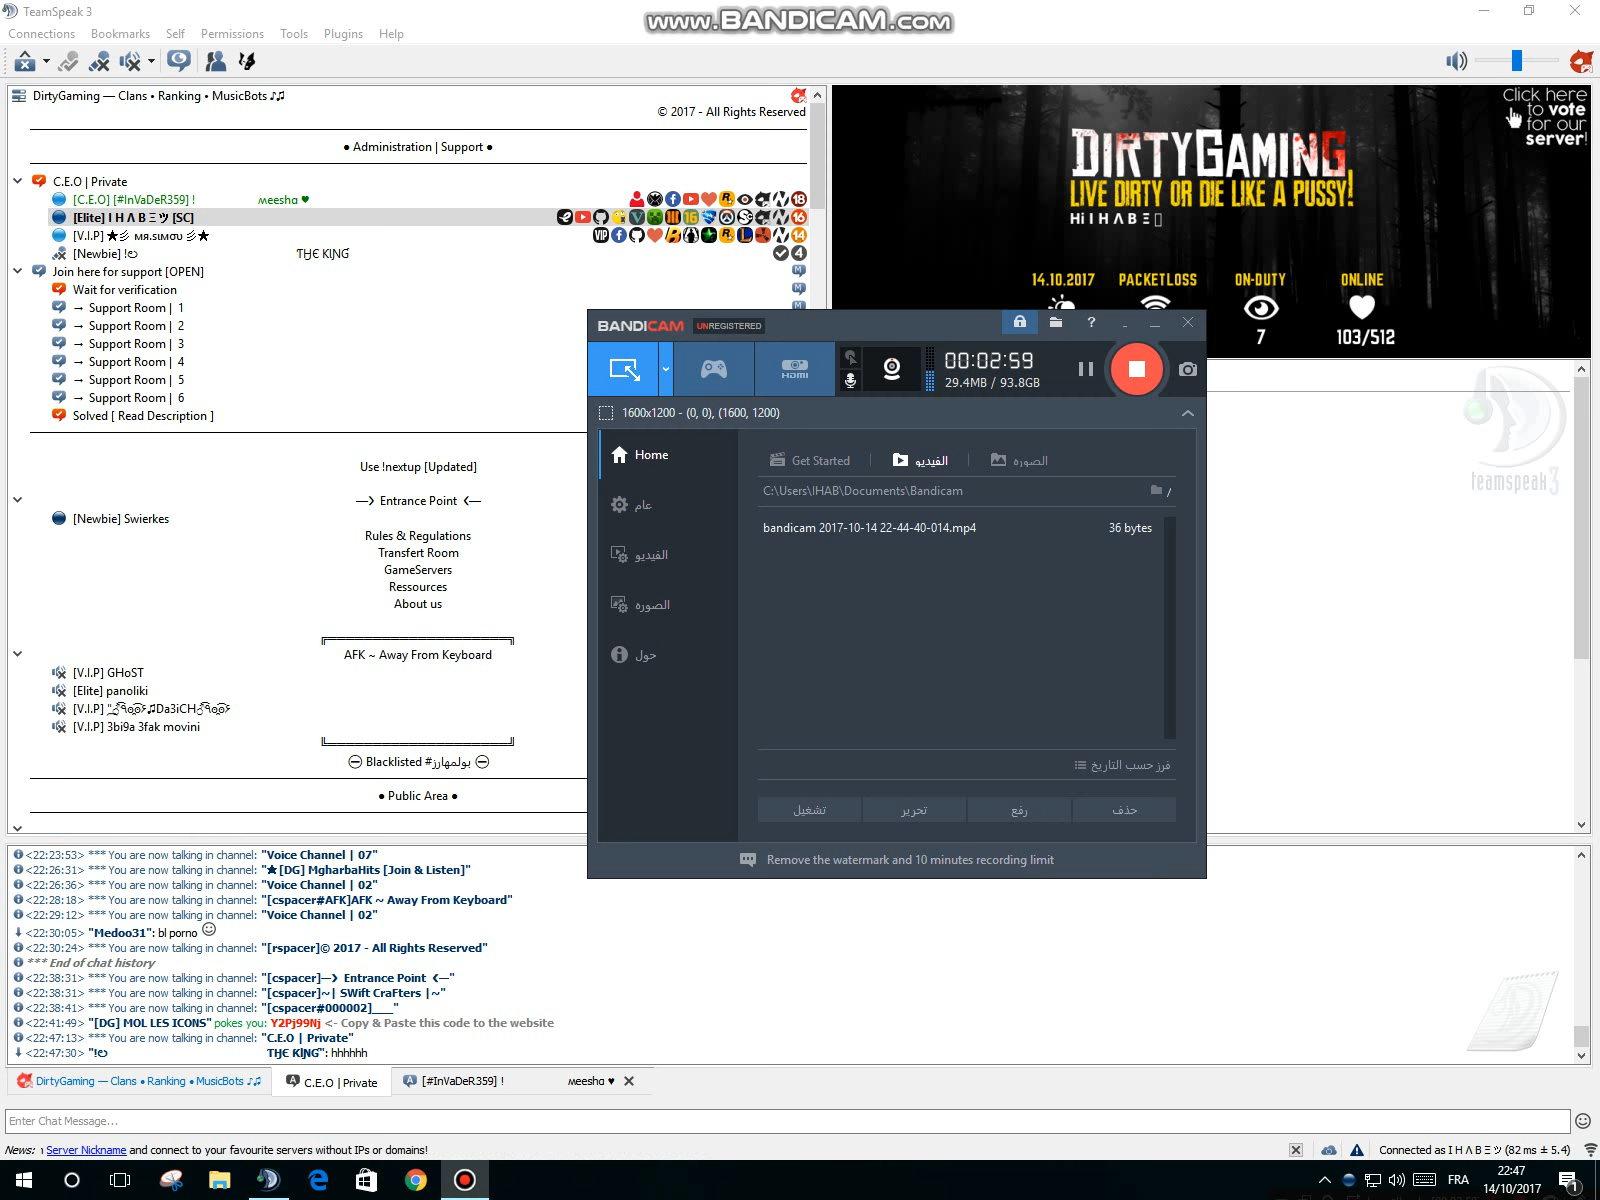 TeamSpeak 3
www.BANDICAM.com
Connections Bookmarks Self Permissions Tools Plugins Help
DirtyGaming — Clans • Ranking • MusicBots ♪♫
© 2017 - All Rights Reserved
● Administration | Support ●
C.E.O | Private
[C.E.O] [#InVaDeR359] ! мeesha ♥
[Elite] I H Λ B Ξ ツ [SC]
[V.I.P] ★彡 мя.sιмσυ 彡★
[Newbie] !ಲ ƬӇЄ ƘƖƝƓ
Join here for support [OPEN]
Wait for verification
→ Support Room | 1
→ Support Room | 2
→ Support Room | 3
→ Support Room | 4
→ Support Room | 5
→ Support Room | 6
Solved [ Read Description ]
Use !nextup [Updated]
—❯ Entrance Point ❮—
[Newbie] Swierkes
Rules & Regulations
Transfert Room
GameServers
Ressources
About us
AFK ~ Away From Keyboard
[V.I.P] GHoST
[Elite] panoliki
[V.I.P] 3bi9a 3fak movini
⊖ Blacklisted #بولمهارز ⊖
● Public Area ●
Click here
to vote
for our
server!
DIRTYGAMING
LIVE DIRTY OR DIE LIKE A PUSSY!
Hi I H Λ B Ξ
14.10.2017 PACKETLOSS ON-DUTY ONLINE
7 103/512
BANDICAM UNREGISTERED
HDMI
00:02:59
29.4MB / 93.8GB
1600x1200 - (0, 0), (1600, 1200)
Home
عام
الفيديو
الصوره
حول
Get Started الفيديو الصوره
C:\Users\IHAB\Documents\Bandicam
bandicam 2017-10-14 22-44-40-014.mp4 36 bytes
فرز حسب التاريخ
تشغيل تحرير رفع حذف
Remove the watermark and 10 minutes recording limit
teamspeak3
<22:23:53> *** You are now talking in channel: "Voice Channel | 07"
<22:26:31> *** You are now talking in channel: "★[DG] MgharbaHits [Join & Listen]"
<22:26:36> *** You are now talking in channel: "Voice Channel | 02"
<22:28:18> *** You are now talking in channel: "[cspacer#AFK]AFK ~ Away From Keyboard"
<22:29:12> *** You are now talking in channel: "Voice Channel | 02"
<22:30:05> "Medoo31": bl porno
<22:30:24> *** You are now talking in channel: "[rspacer]© 2017 - All Rights Reserved"
*** End of chat history
<22:38:31> *** You are now talking in channel: "[cspacer]—❯ Entrance Point ❮—"
<22:38:31> *** You are now talking in channel: "[cspacer]~| SWift CraFters |~"
<22:38:41> *** You are now talking in channel: "[cspacer#000002]___"
<22:41:49> "[DG] MOL LES ICONS" pokes you: Y2Pj99Nj <- Copy & Paste this code to the website
<22:47:13> *** You are now talking in channel: "C.E.O | Private"
<22:47:30> "!ಲ ƬӇЄ ƘƖƝƓ": hhhhhh
DirtyGaming — Clans • Ranking • MusicBots ♪♫ C.E.O | Private [#InVaDeR359] ! мeesha ♥
Enter Chat Message...
News: Server Nickname and connect to your favourite servers without IPs or domains!
Connected as I H Λ B Ξ ツ (82 ms ± 5.4)
FRA
22:47
14/10/2017